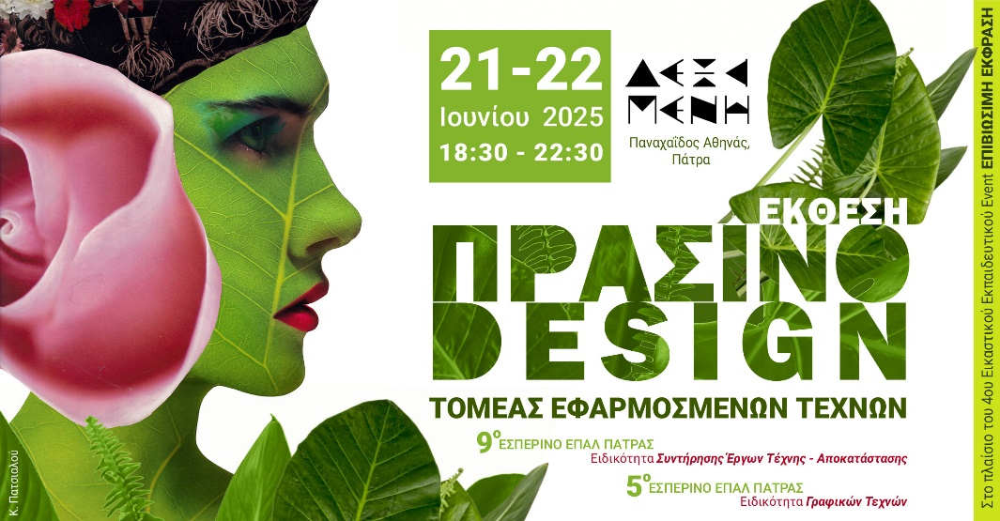 21-22
Ιουνίου 2025
18:30 - 22:30
ΔΕΞΑ
ΜΕΝΗ
Παναχαΐδος Αθηνάς,
Πάτρα
ΕΚΘΕΣΗ
ΠΡΑΣΙΝΟ
DESIGN
ΤΟΜΕΑΣ ΕΦΑΡΜΟΣΜΕΝΩΝ ΤΕΧΝΩΝ
9ο ΕΣΠΕΡΙΝΟ ΕΠΑΛ ΠΑΤΡΑΣ
Ειδικότητα Συντήρησης Έργων Τέχνης - Αποκατάστασης
5ο ΕΣΠΕΡΙΝΟ ΕΠΑΛ ΠΑΤΡΑΣ
Ειδικότητα Γραφικών Τεχνών
Στο πλαίσιο του 4ου Εικαστικού Εκπαιδευτικού Event ΕΠΙΒΙΩΣΙΜΗ ΕΚΦΡΑΣΗ
Κ. Πατσιαλού